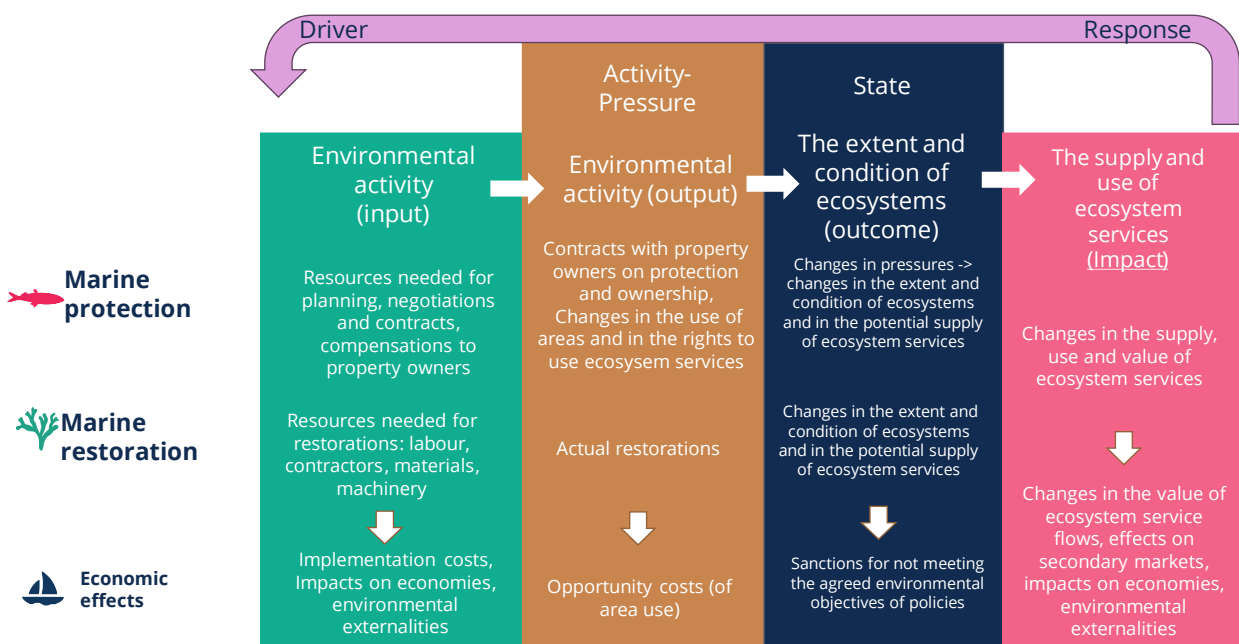 Driver
Response
Activity-
Pressure
State
Environmental
activity
(input)
Environmental
activity (output)
The extent and
condition of
ecosystems
(outcome)
The supply and
use of
ecosystem
services
(Impact)
Marine
protection
Resources needed for
planning, negotiations
and contracts,
compensations to
property owners
Contracts with property
owners on protection
and ownership,
Changes in the use of
areas and in the rights to
use ecosysem services
Changes in pressures ->
changes in the extent and
condition of ecosystems
and in the potential supply
of ecosystem services
Changes in the supply,
use and value of
ecosystem services
Marine
restoration
Resources needed for
restorations: labour,
contractors, materials,
machinery
Actual restorations
Changes in the extent and
condition of ecosystems
and in the potential supply
of ecosystem services
Economic
effects
Implementation costs,
Impacts on economies,
environmental
externalities
Opportunity costs (of
area use)
Sanctions for not meeting
the agreed environmental
objectives of policies
Changes in the value of
ecosystem service
flows, effects on
secondary markets,
impacts on economies,
environmental
externalities